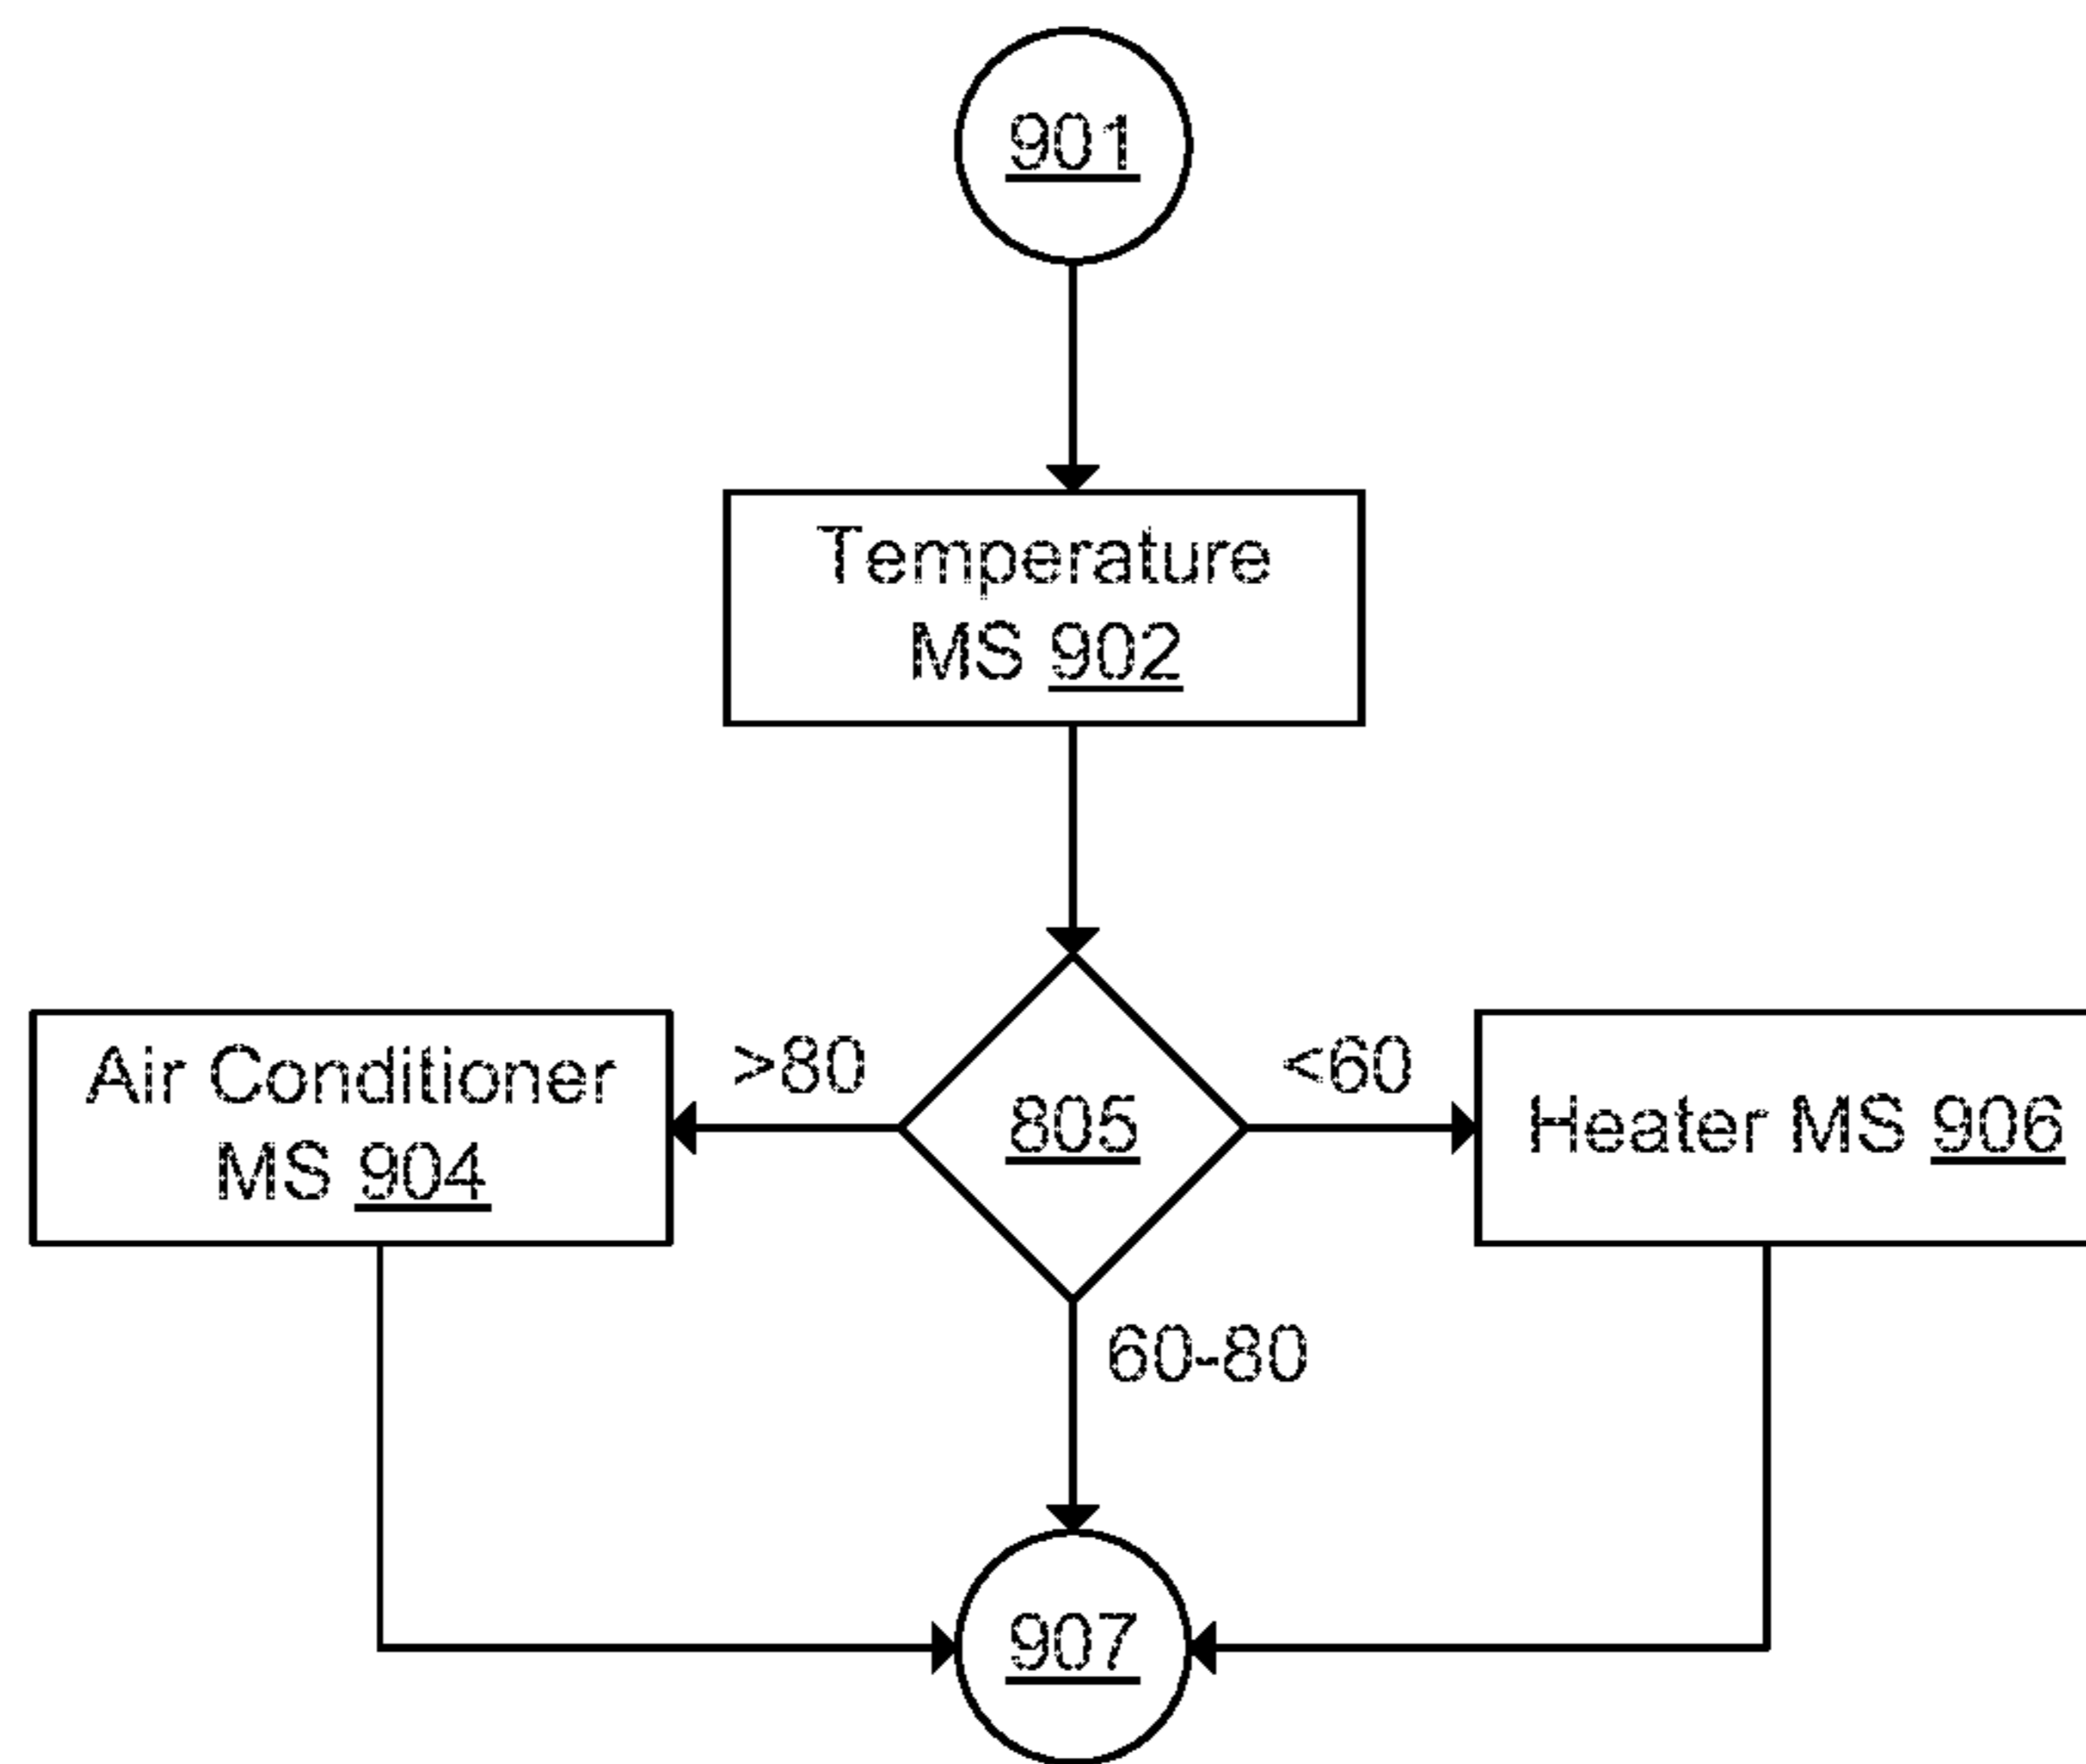 901
Temperature
MS 902
Air Conditioner
MS 904
>80
805
<60
Heater MS 906
60-80
907